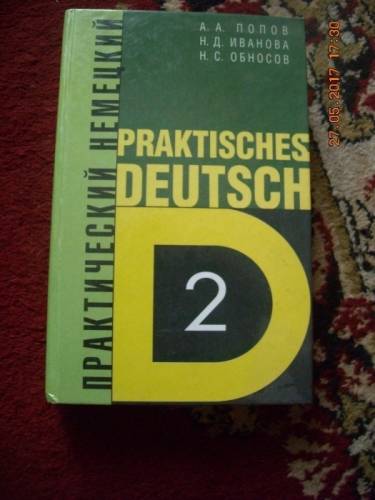 А. А. ПОПОВ
Н. Д. ИВАНОВА
Н. С. ОБНОСОВ
ПРАКТИЧЕСКИЙ НЕМЕЦКИЙ
PRAKTISCHES
DEUTSCH
D
2
27.05.2017 17:30